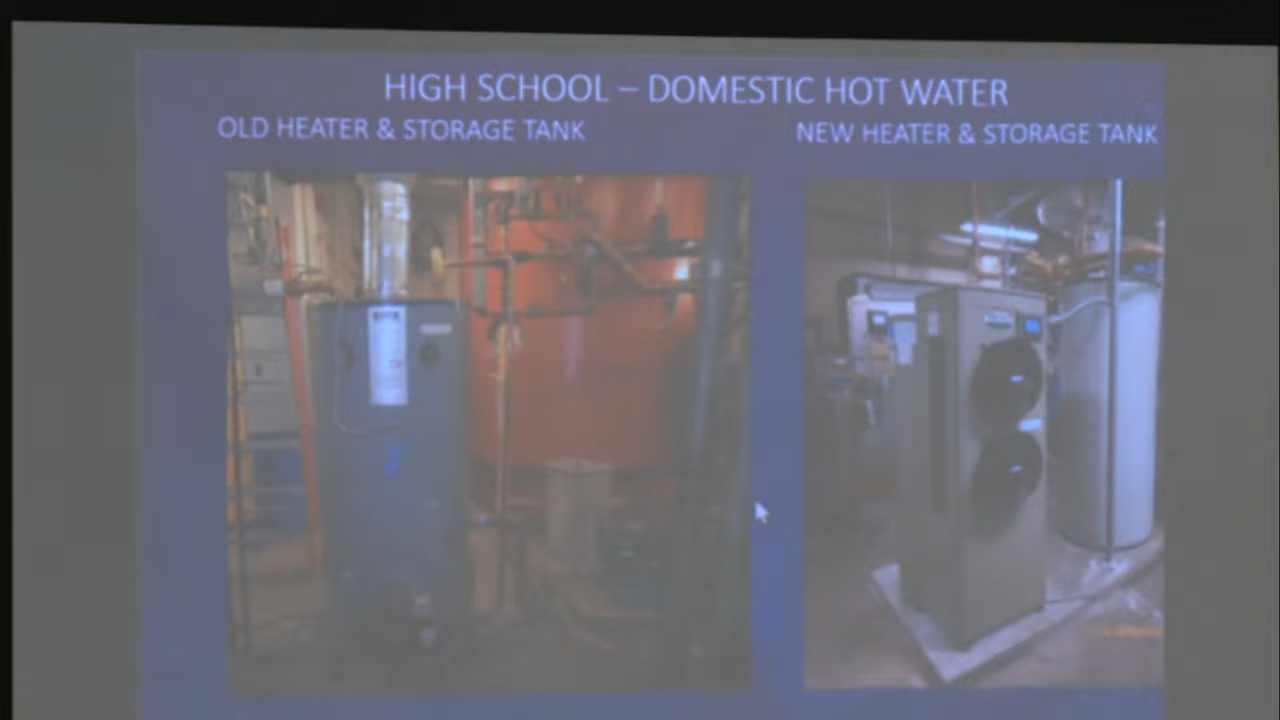 HIGH SCHOOL – DOMESTIC HOT WATER
OLD HEATER & STORAGE TANK
NEW HEATER & STORAGE TANK